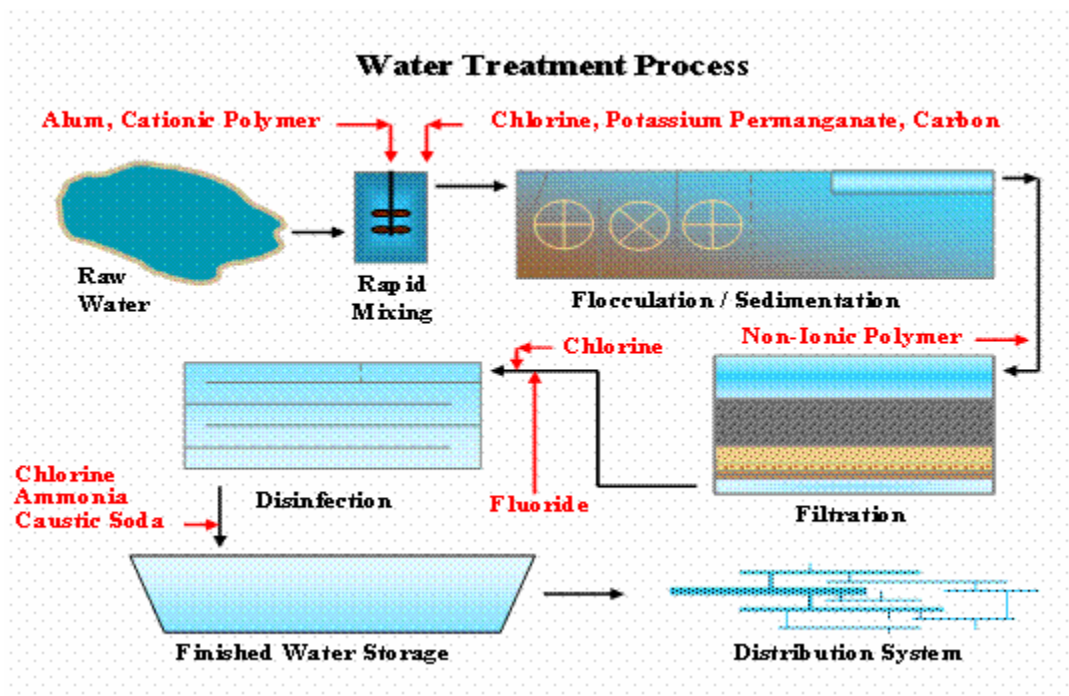 Water Treatment Process
Alum, Cationic Polymer
Chlorine, Potassium Permanganate, Carbon
Raw
Water
Rapid
Mixing
Flocculation / Sedimentation
Non-Ionic Polymer
Chlorine
Chlorine
Ammonia
Caustic Soda
Disinfection
Fluoride
Filtration
Finished Water Storage
Distribution System